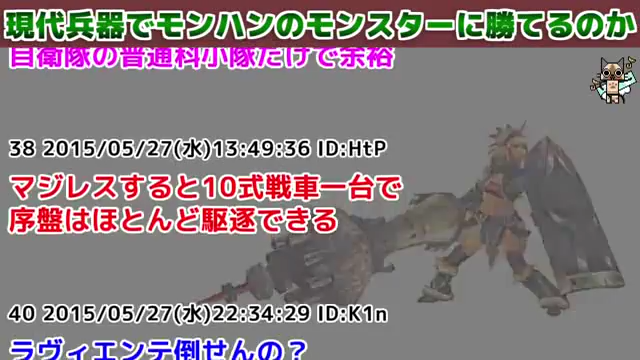 現代兵器でモンハンのモンスターに勝てるのか
自衛隊の普通科小隊だけで余裕
38 2015/05/27(水)13:49:36 ID:HtP
マジレスすると10式戦車一台で
序盤はほとんど駆逐できる
40 2015/05/27(水)22:34:29 ID:K1n
ラヴィエンテ倒せんの？